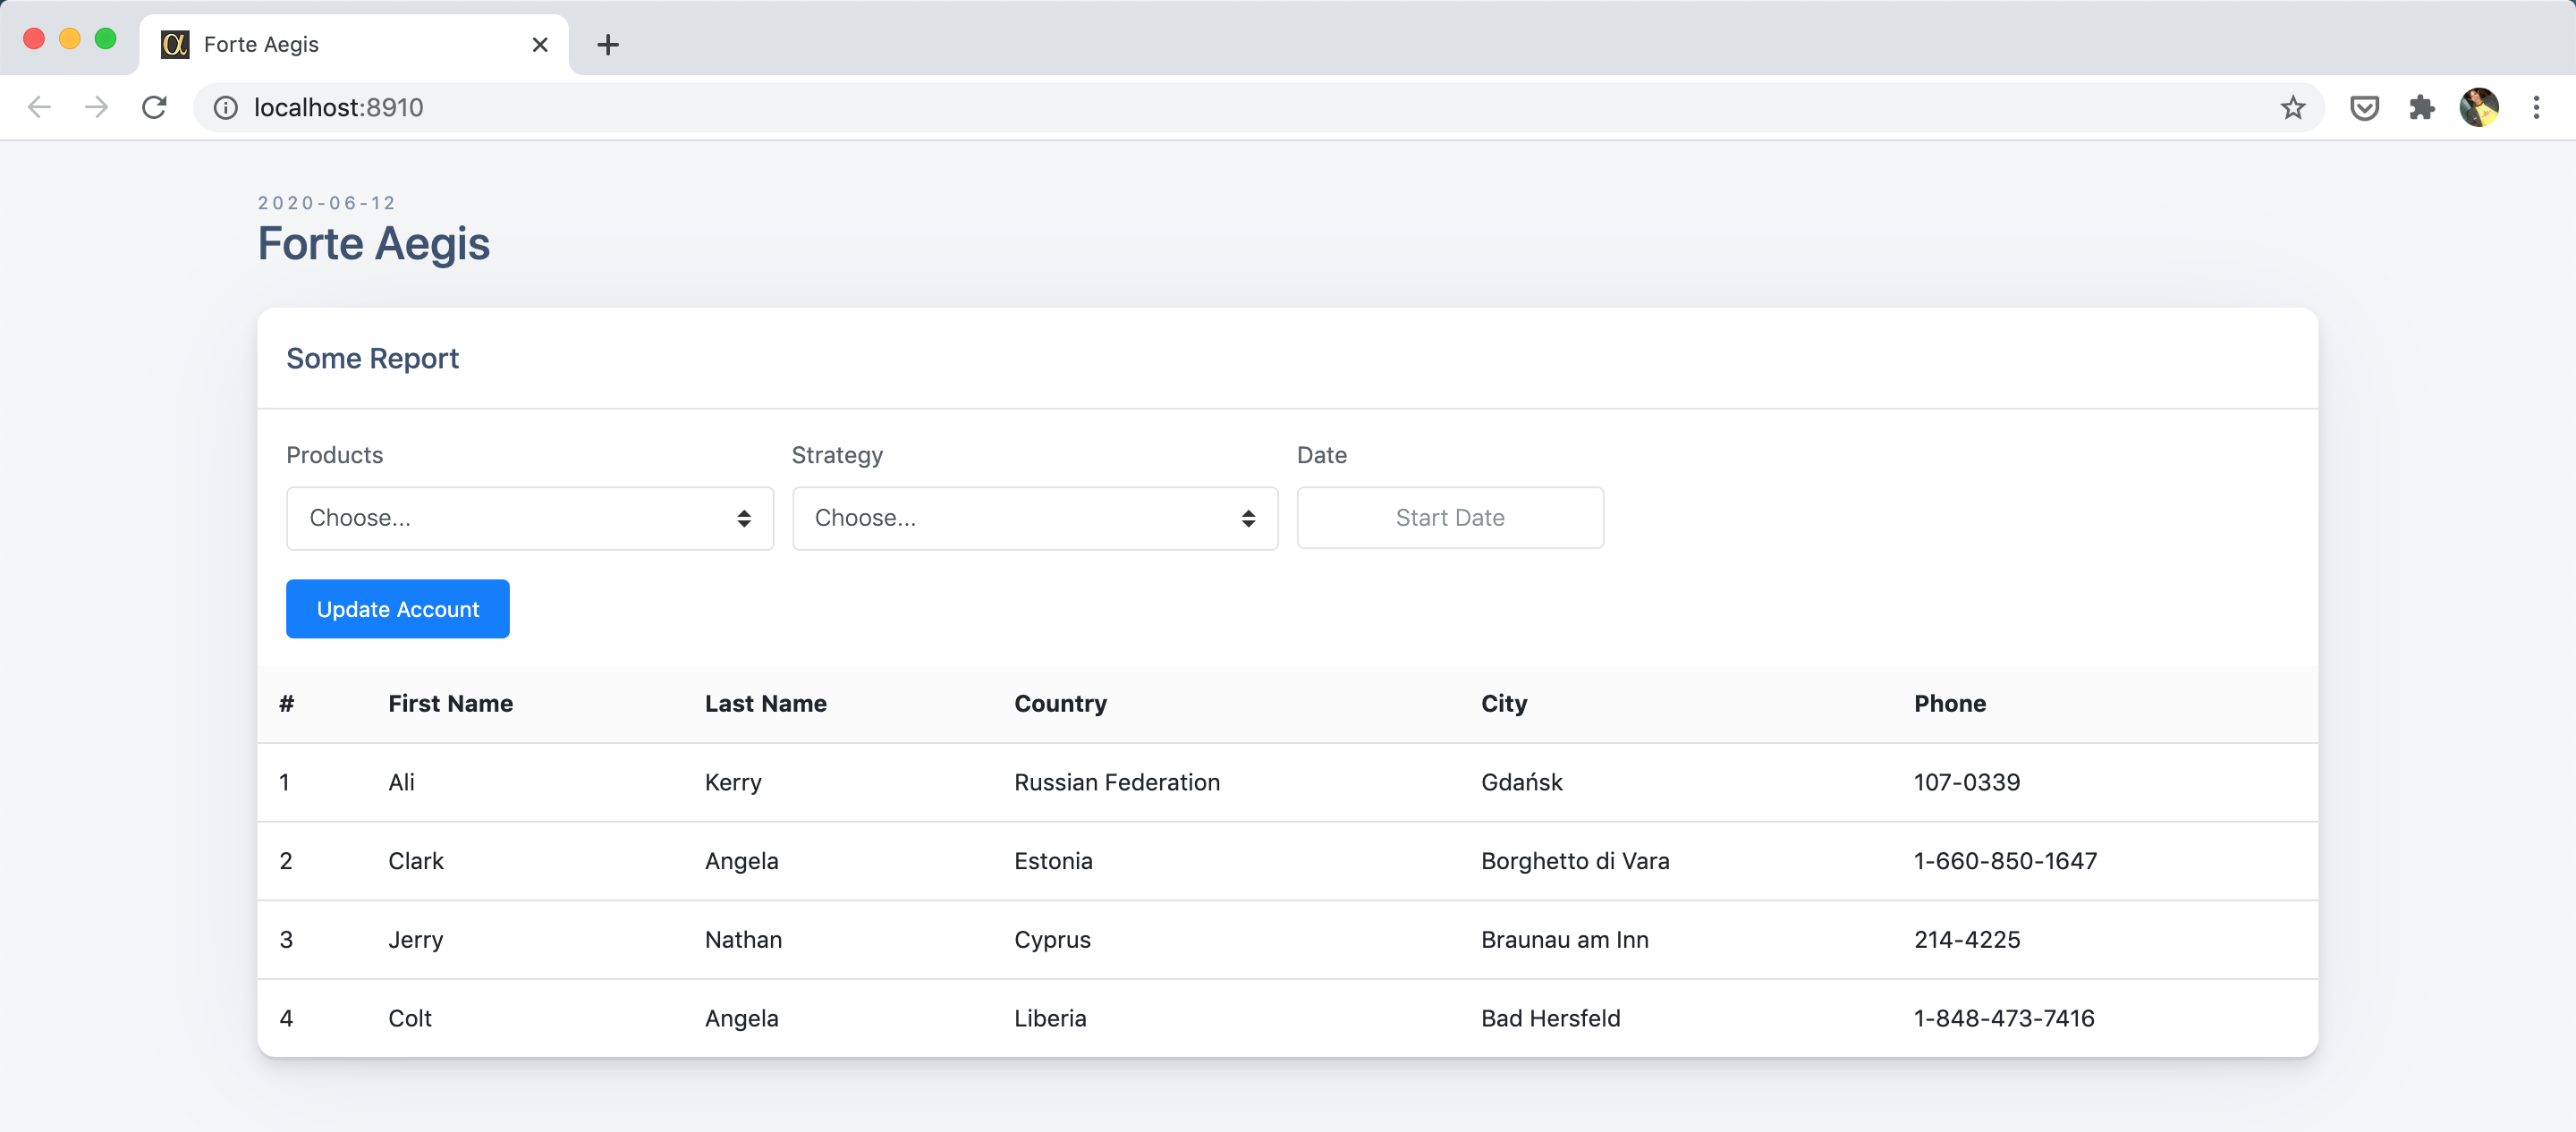 α Forte Aegis
localhost:8910
2020-06-12
Forte Aegis
Some Report
Products Strategy Date
Choose... Choose... Start Date
Update Account
# First Name Last Name Country City Phone
1 Ali Kerry Russian Federation Gdańsk 107-0339
2 Clark Angela Estonia Borghetto di Vara 1-660-850-1647
3 Jerry Nathan Cyprus Braunau am Inn 214-4225
4 Colt Angela Liberia Bad Hersfeld 1-848-473-7416